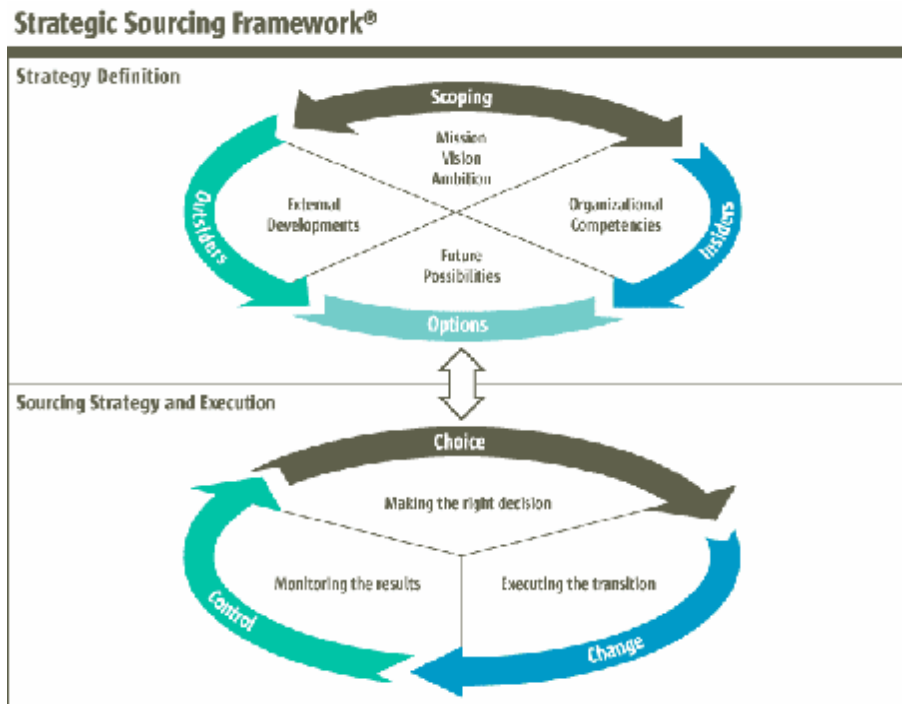 Strategic Sourcing Framework®
Strategy Definition
Scoping
Mission
Vision
Ambition
Outsiders
External
Developments
Organizational
Competencies
Insiders
Future
Possibilities
Options
Sourcing Strategy and Execution
Choice
Making the right decision
Monitoring the results
Executing the transition
Control
Change